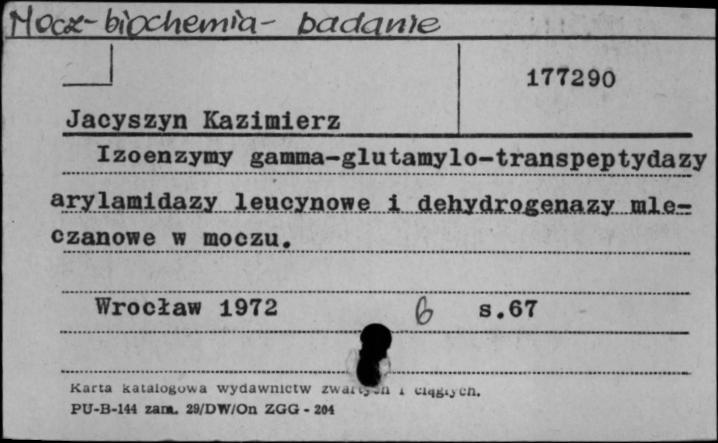 Mocz-biochemia- badanie
177290
Jacyszyn Kazimierz
Izoenzymy gamma-glutamylo-transpeptydazy
arylamidazy leucynowe i dehydrogenazy mle-
czanowe w moczu.
Wrocław 1972 6 s.67
Karta katalogowa wydawnictw zwartych i ciągłych.
PU-B-144 zam. 29/DW/On ZGG - 204